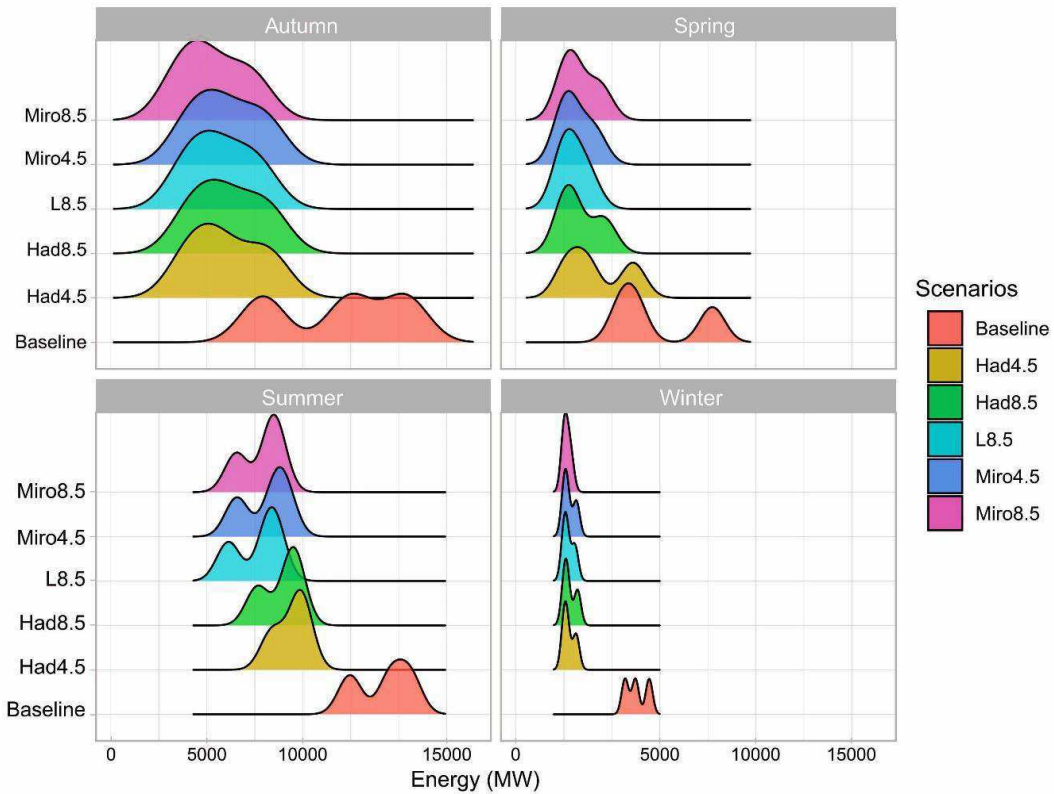 Autumn
Spring
Miro8.5
Miro4.5
L8.5
Had8.5
Had4.5
Baseline
Summer
Winter
Miro8.5
Miro4.5
L8.5
Had8.5
Had4.5
Baseline
0 5000 10000 15000 0 5000 10000 15000
Energy (MW)
Scenarios
Baseline
Had4.5
Had8.5
L8.5
Miro4.5
Miro8.5